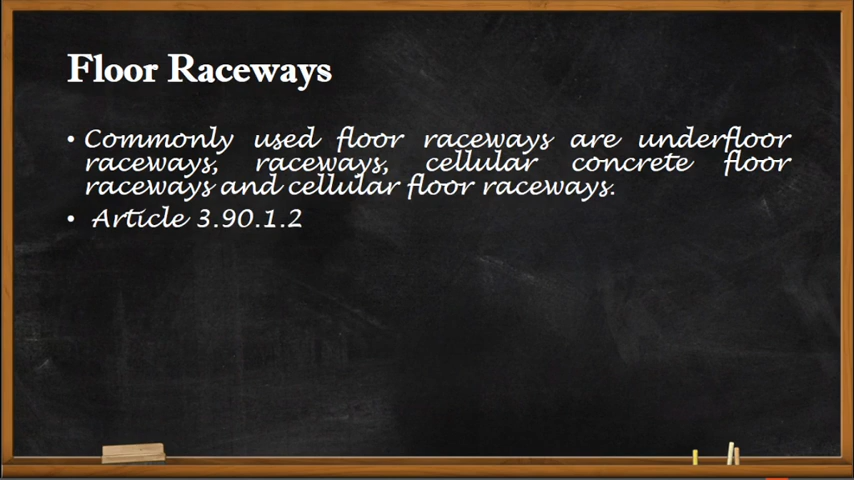 Floor Raceways
• Commonly used floor raceways are underfloor
raceways, raceways, cellular concrete floor
raceways and cellular floor raceways.
• Article 3.90.1.2